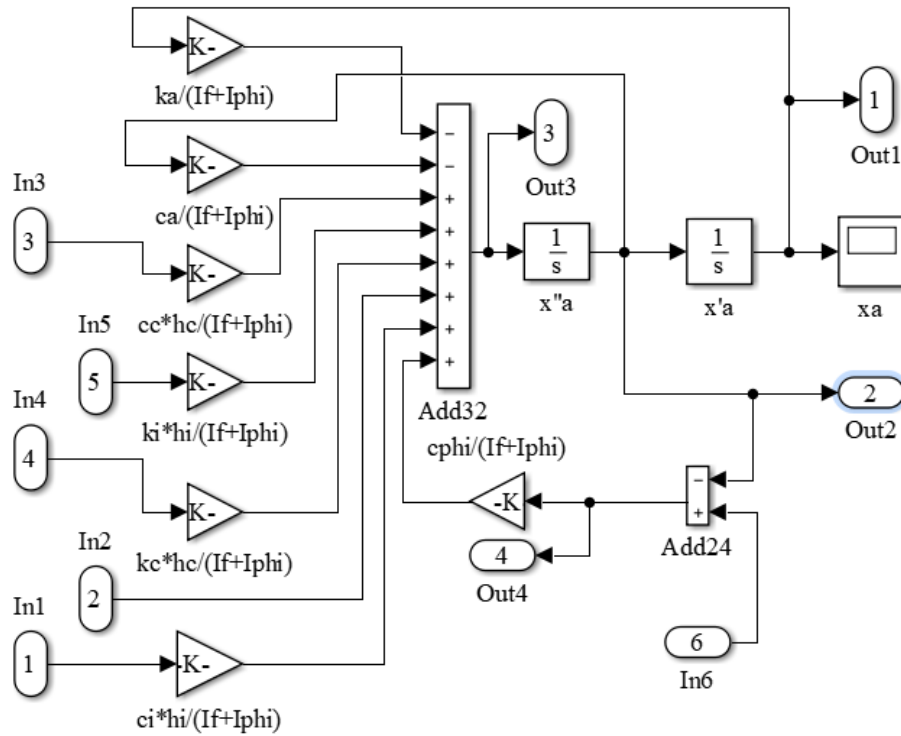 K-
ka/(If+Iphi)
1
Out1
K-
ca/(If+Iphi)
−
−
+
+
+
+
+
+
Add32
3
Out3
In3
3
K-
cc*hc/(If+Iphi)
1
s
x"a
1
s
x'a
xa
In5
5
K-
ki*hi/(If+Iphi)
2
Out2
In4
4
K-
kc*hc/(If+Iphi)
cphi/(If+Iphi)
-K
−
+
Add24
4
Out4
In2
2
6
In6
In1
1
-K-
ci*hi/(If+Iphi)